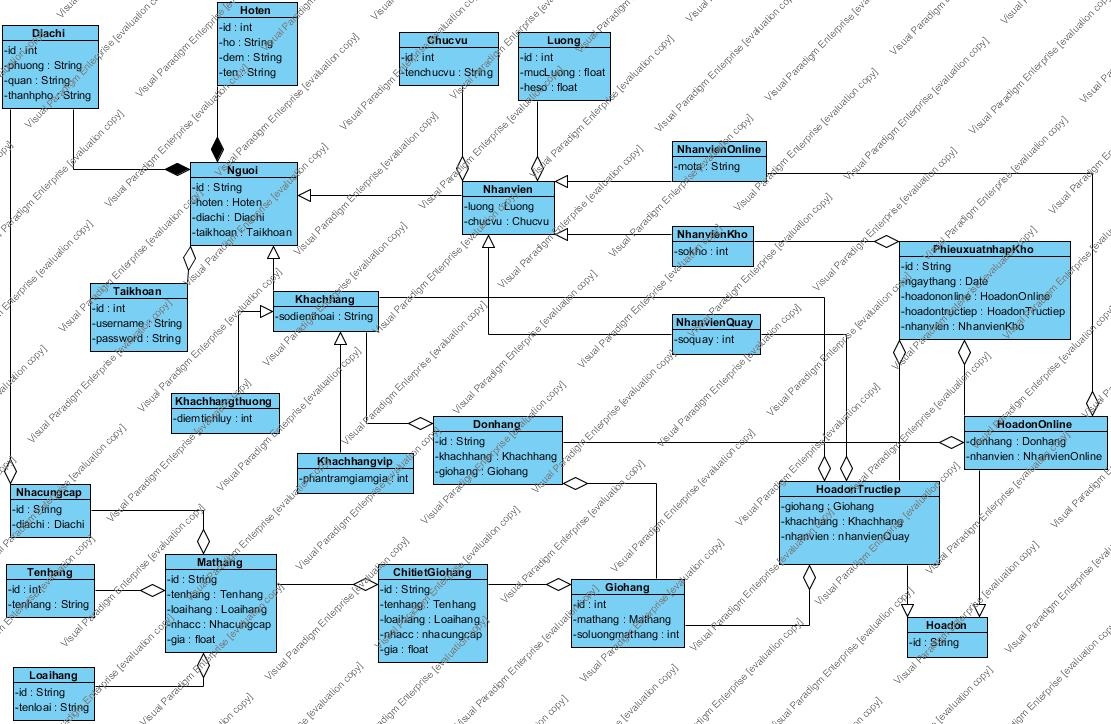 Hoten
-id : int
-ho : String
-dem : String
-ten : String
Diachi
-id : int
-phuong : String
-quan : String
-thanhpho : String
Chucvu
-id : int
-tenchucvu : String
Luong
-id : int
-mucLuong : float
-heso : float
Nguoi
-id : String
-hoten : Hoten
-diachi : Diachi
-taikhoan : Taikhoan
Nhanvien
-luong : Luong
-chucvu : Chucvu
NhanvienOnline
-mota : String
NhanvienKho
-sokho : int
PhieuxuatnhapKho
-id : String
-ngaythang : Date
-hoadononline : HoadonOnline
-hoadontructiep : HoadonTructiep
-nhanvien : NhanvienKho
Taikhoan
-id : int
-username : String
-password : String
Khachhang
-sodienthoai : String
NhanvienQuay
-soquay : int
Khachhangthuong
-diemtichluy : int
Khachhangvip
-phantramgiamgia : int
Donhang
-id : String
-khachhang : Khachhang
-giohang : Giohang
HoadonOnline
-donhang : Donhang
-nhanvien : NhanvienOnline
Nhacungcap
-id : String
-diachi : Diachi
HoadonTructiep
-giohang : Giohang
-khachhang : Khachhang
-nhanvien : nhanvienQuay
Tenhang
-id : int
-tenhang : String
Mathang
-id : String
-tenhang : Tenhang
-loaihang : Loaihang
-nhacc : Nhacungcap
-gia : float
ChitietGiohang
-id : String
-tenhang : Tenhang
-loaihang : Loaihang
-nhacc : nhacungcap
-gia : float
Giohang
-id : int
-mathang : Mathang
-soluongmathang : int
Hoadon
-id : String
Loaihang
-id : String
-tenloai : String
Visual Paradigm Enterprise [evaluation copy]